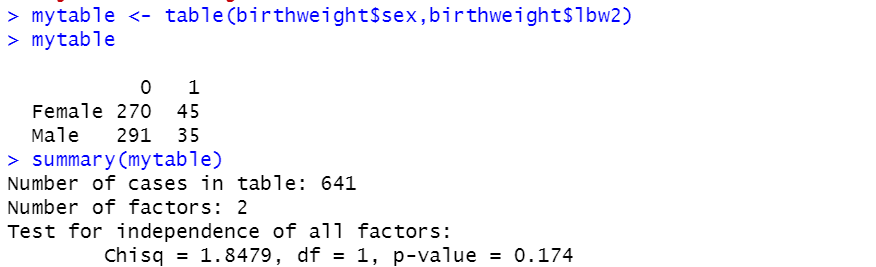 > mytable <- table(birthweight$sex,birthweight$lbw2)
> mytable
0 1
Female 270 45
Male 291 35
> summary(mytable)
Number of cases in table: 641
Number of factors: 2
Test for independence of all factors:
Chisq = 1.8479, df = 1, p-value = 0.174